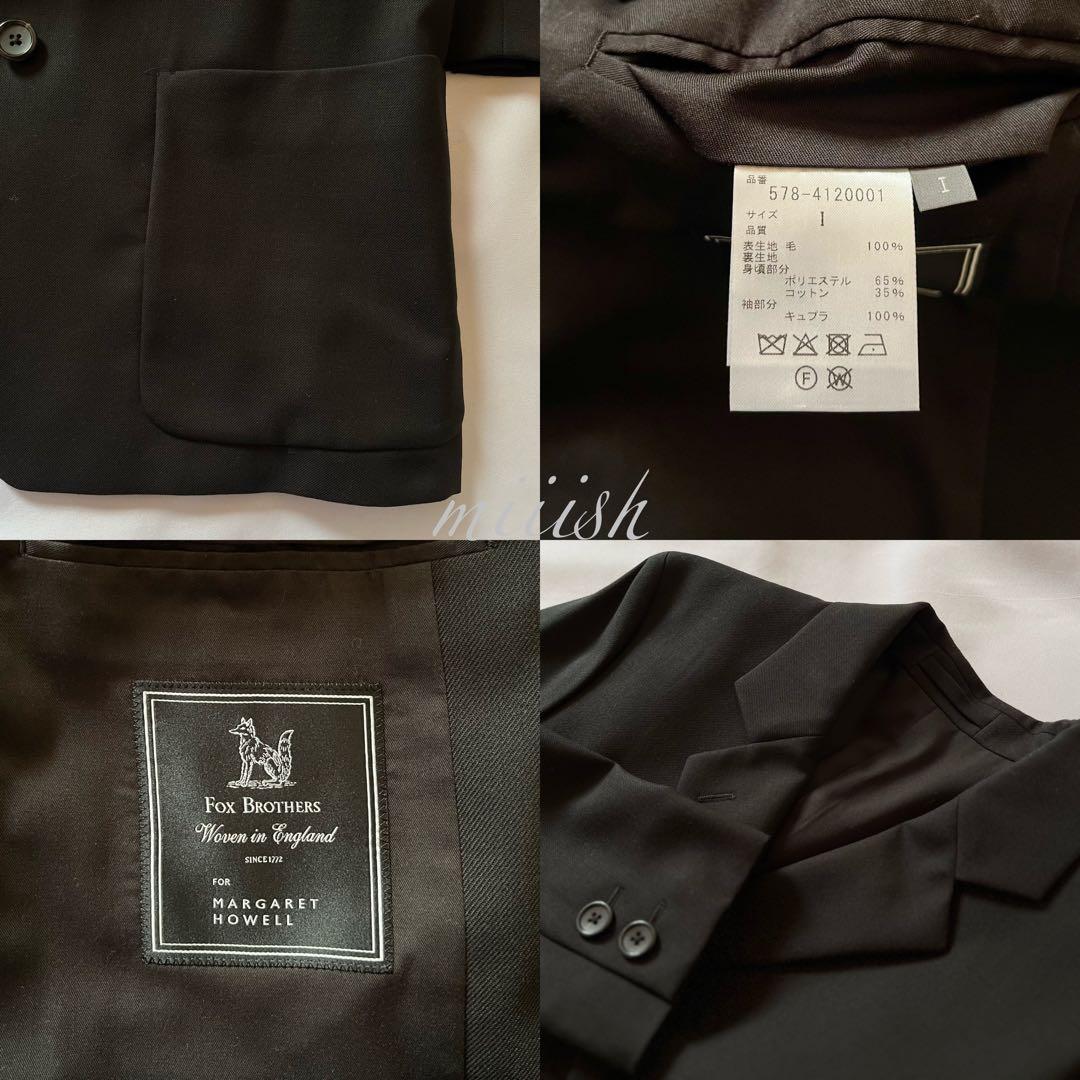 品番
578-4120001
サイズ I
品質
表生地 毛 100%
裏生地
身頃部分
ポリエステル 65%
コットン 35%
袖部分
キュプラ 100%
F W
I
miiish
FOX BROTHERS
Woven in England
SINCE 1772
FOR
MARGARET
HOWELL